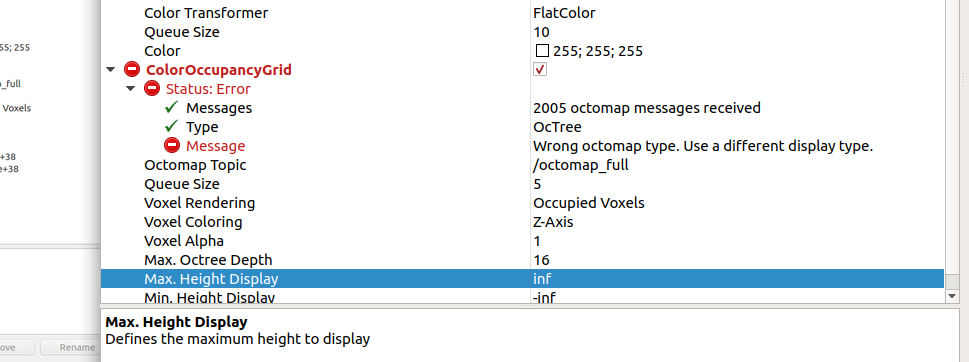 Color Transformer FlatColor
Queue Size 10
55; 255 Color 255; 255; 255
ColorOccupancyGrid
Status: Error
p_full Messages 2005 octomap messages received
Voxels Type OcTree
Message Wrong octomap type. Use a different display type.
+38 Octomap Topic /octomap_full
e+38 Queue Size 5
Voxel Rendering Occupied Voxels
Voxel Coloring Z-Axis
Voxel Alpha 1
Max. Octree Depth 16
Max. Height Display inf
Min. Height Display -inf
Max. Height Display
Defines the maximum height to display
ove Rename